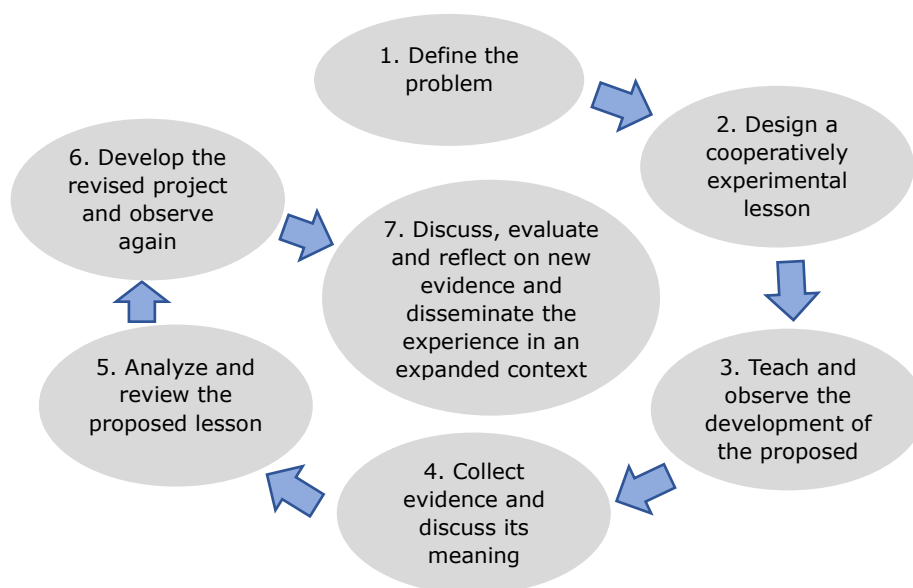 1. Define the
problem
2. Design a
cooperatively
experimental
lesson
3. Teach and
observe the
development of
the proposed
4. Collect
evidence and
discuss its
meaning
5. Analyze and
review the
proposed lesson
6. Develop the
revised project
and observe
again
7. Discuss, evaluate
and reflect on new
evidence and
disseminate the
experience in an
expanded context